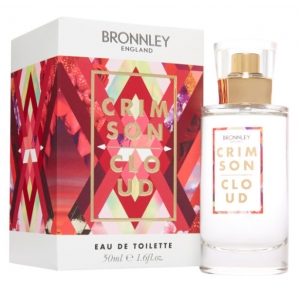 BRONNLEY
ENGLAND
CRIM
SON
CLO
UD
EAU DE TOILETTE
50ml e 1.6fl.oz.
BRONNLEY
CRIM
SON
CLO
UD